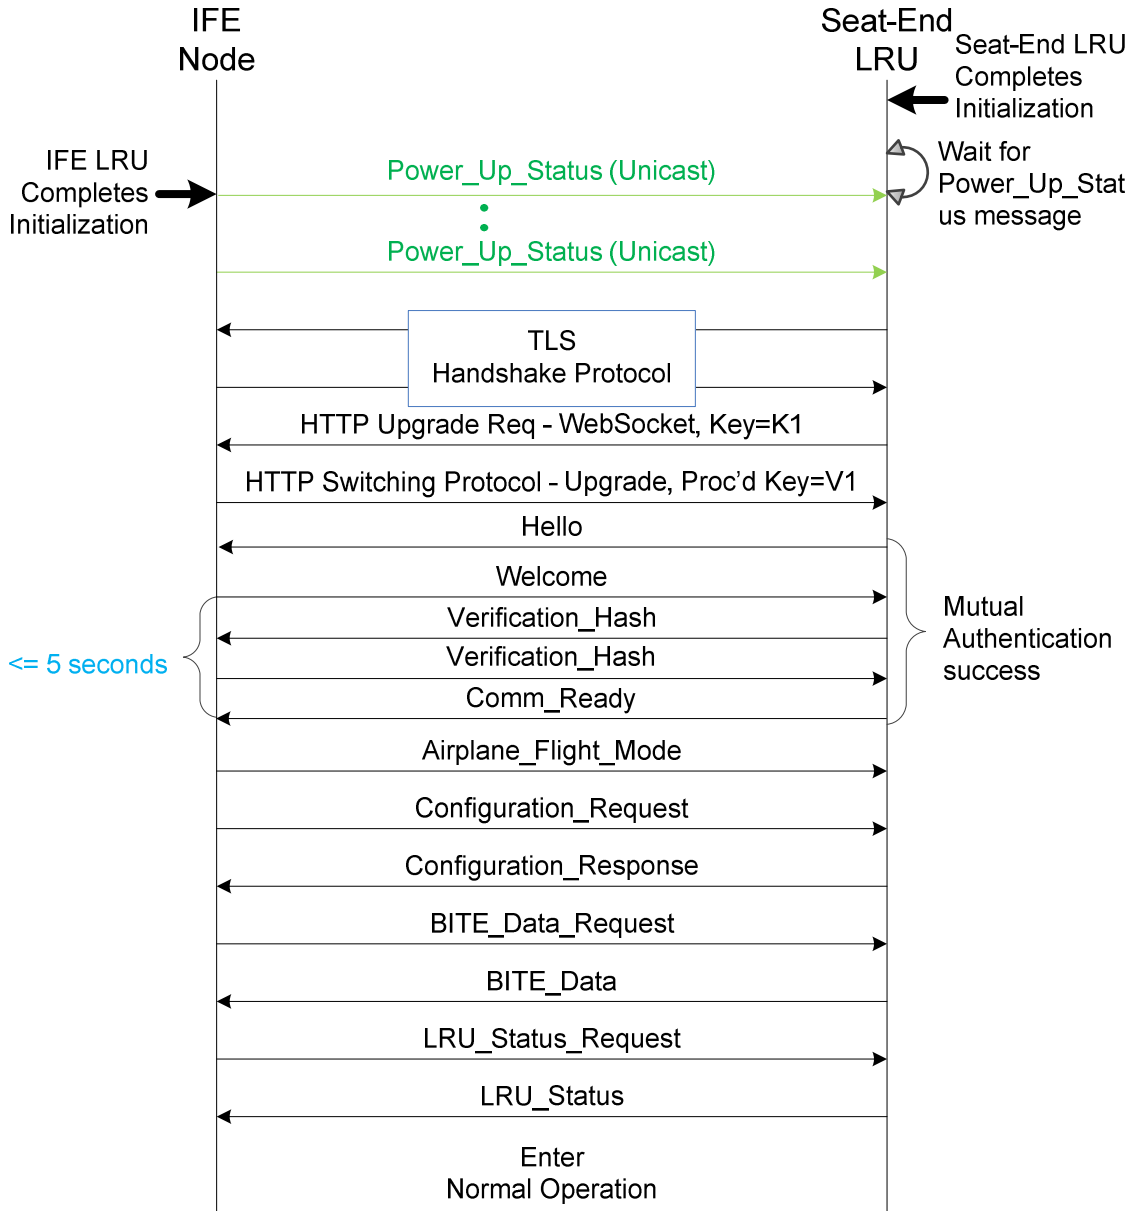 IFE
Node
Seat-End
LRU
Seat-End LRU
Completes
Initialization
IFE LRU
Completes
Initialization
Power_Up_Status (Unicast)
Wait for
Power_Up_Stat
us message
Power_Up_Status (Unicast)
TLS
Handshake Protocol
HTTP Upgrade Req - WebSocket, Key=K1
HTTP Switching Protocol - Upgrade, Proc'd Key=V1
Hello
Welcome
Verification_Hash
Verification_Hash
Comm_Ready
<= 5 seconds
Mutual
Authentication
success
Airplane_Flight_Mode
Configuration_Request
Configuration_Response
BITE_Data_Request
BITE_Data
LRU_Status_Request
LRU_Status
Enter
Normal Operation